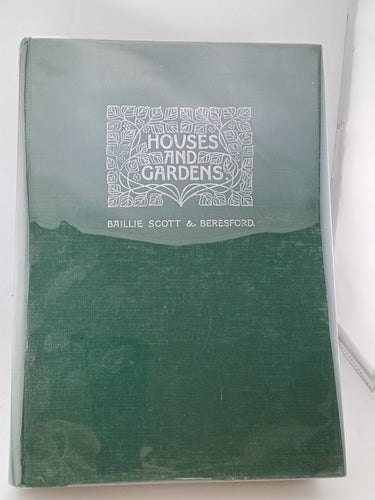 HOUSES
AND
GARDENS.
BAILLIE SCOTT & BERESFORD.